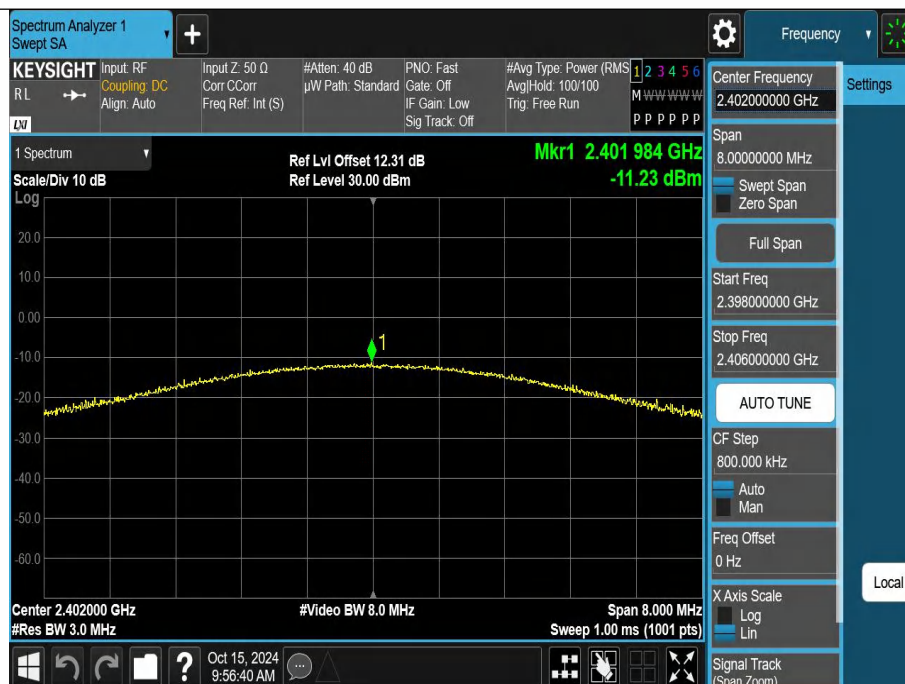 Spectrum Analyzer 1
Swept SA
+
Frequency
KEYSIGHT
RL
LXI
Input: RF
Coupling: DC
Align: Auto
Input Z: 50 Ω
Corr CCorr
Freq Ref: Int (S)
#Atten: 40 dB
µW Path: Standard
PNO: Fast
Gate: Off
IF Gain: Low
Sig Track: Off
#Avg Type: Power (RMS
Avg|Hold: 100/100
Trig: Free Run
1 2 3 4 5 6
M W W W W W
P P P P P P
1 Spectrum
Scale/Div 10 dB
Log
Ref Lvl Offset 12.31 dB
Ref Level 30.00 dBm
Mkr1 2.401 984 GHz
-11.23 dBm
20.0
10.0
0.00
-10.0
-20.0
-30.0
-40.0
-50.0
-60.0
1
Center 2.402000 GHz
#Res BW 3.0 MHz
#Video BW 8.0 MHz
Span 8.000 MHz
Sweep 1.00 ms (1001 pts)
?
Oct 15, 2024
9:56:40 AM
Center Frequency
2.402000000 GHz
Span
8.00000000 MHz
Swept Span
Zero Span
Full Span
Start Freq
2.398000000 GHz
Stop Freq
2.406000000 GHz
AUTO TUNE
CF Step
800.000 kHz
Auto
Man
Freq Offset
0 Hz
X Axis Scale
Log
Lin
Signal Track
(Span Zoom)
Settings
Local